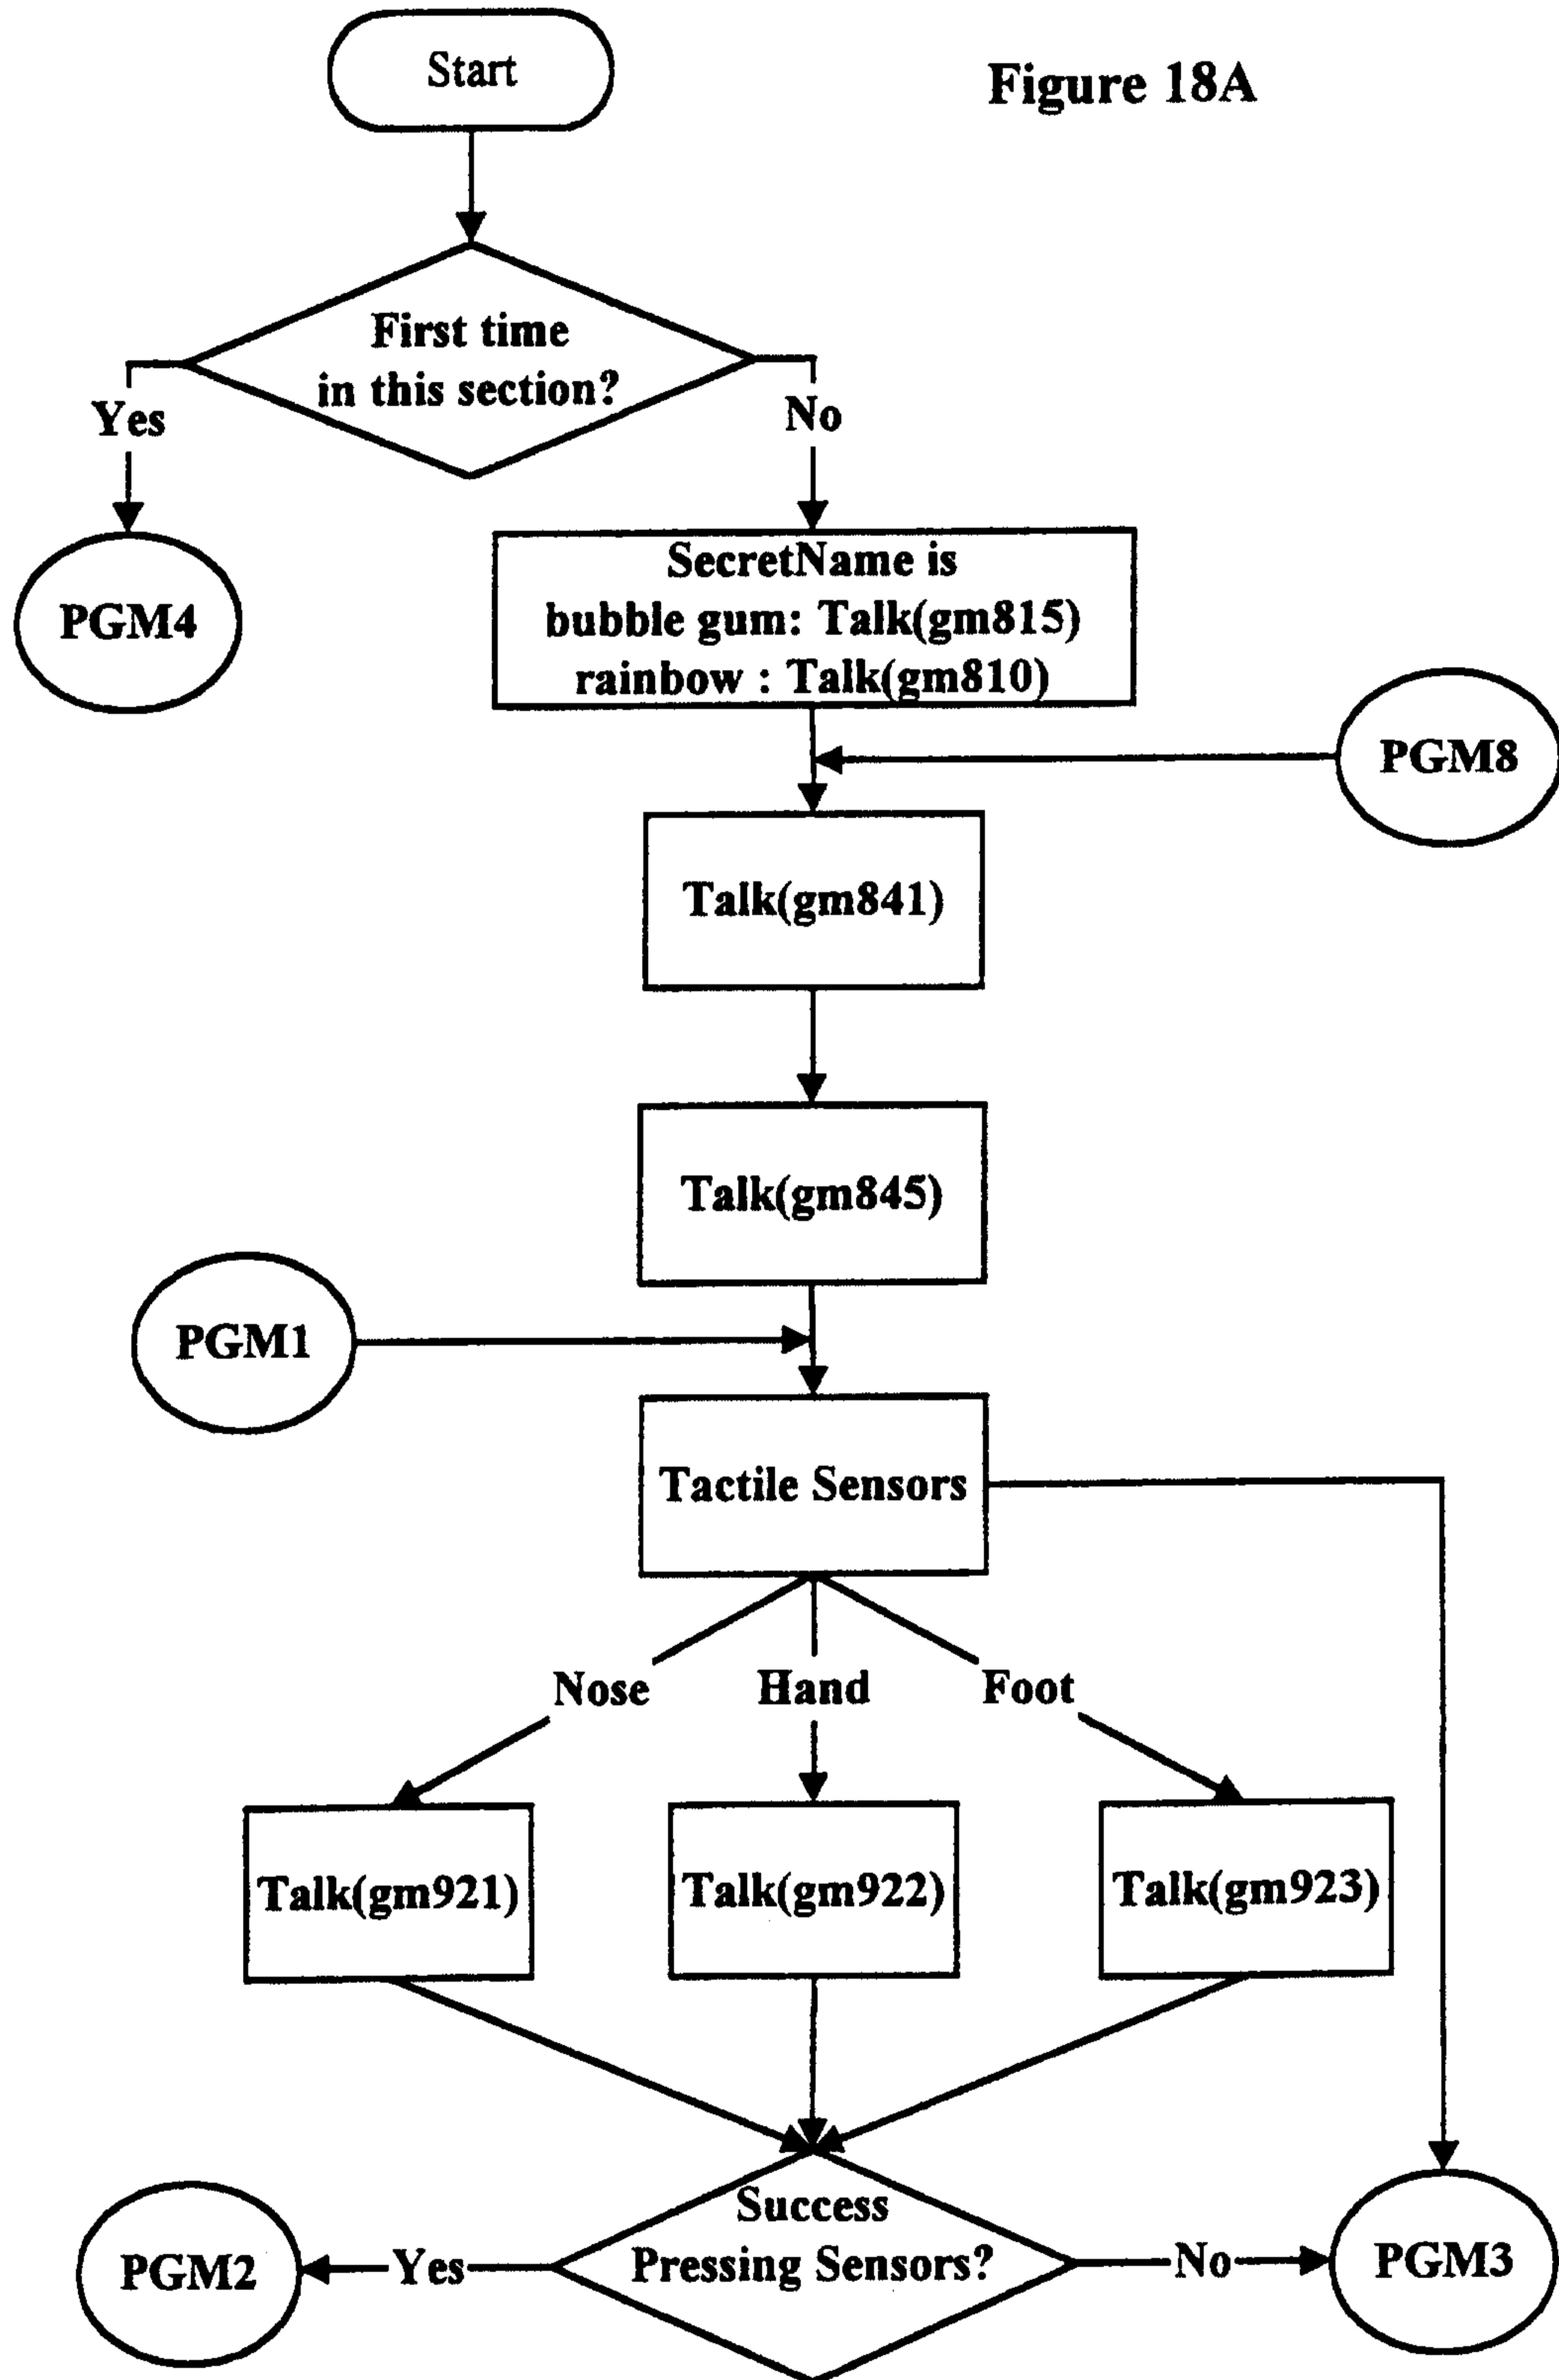 Start
Figure 18A
First time
in this section?
Yes
No
PGM4
SecretName is
bubble gum: Talk(gm815)
rainbow : Talk(gm810)
PGM8
Talk(gm841)
Talk(gm845)
PGM1
Tactile Sensors
Nose
Hand
Foot
Talk(gm921)
Talk(gm922)
Talk(gm923)
Success
Pressing Sensors?
PGM2
Yes
No
PGM3